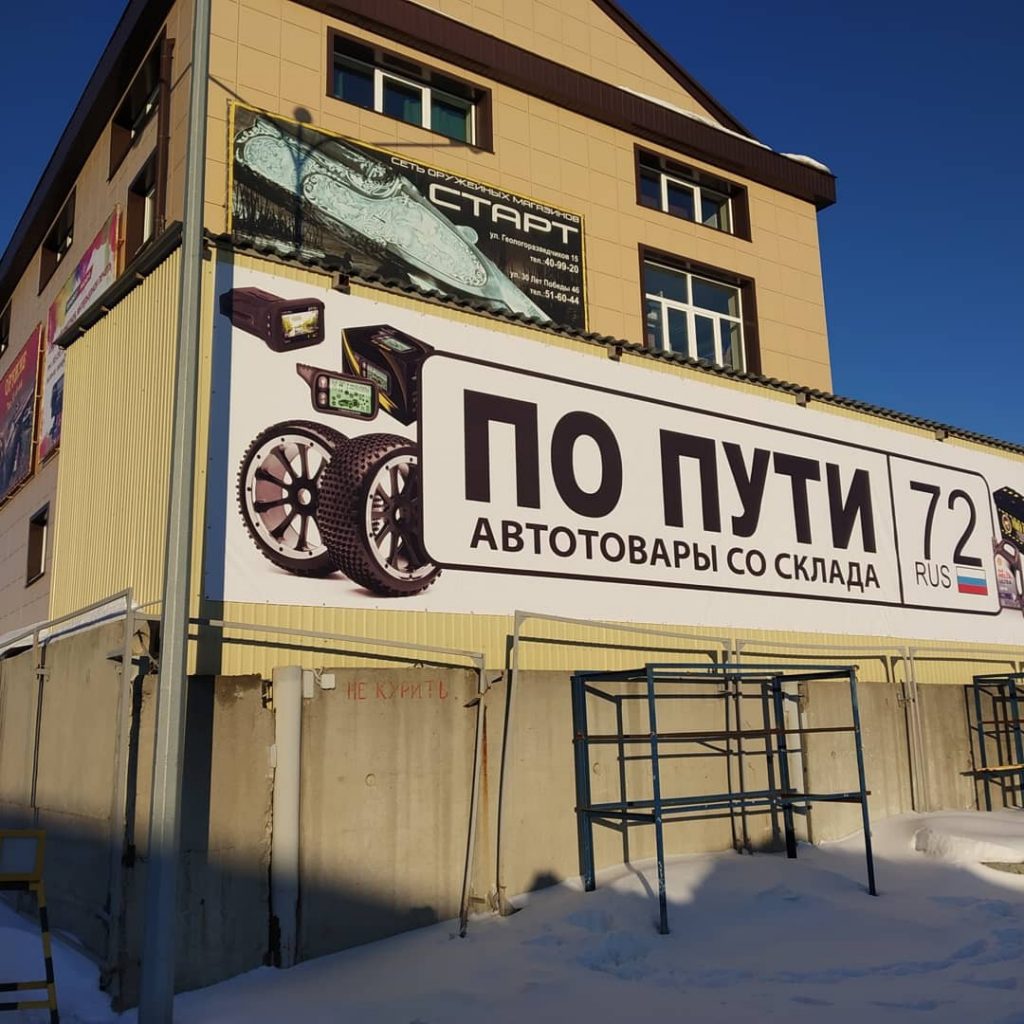 СЕТЬ ОРУЖЕЙНЫХ МАГАЗИНОВ
СТАРТ
ул. Геологоразведчиков 15
тел.:40-99-20
ул. 30 Лет Победы 46
тел.:51-60-44
ПО ПУТИ
АВТОТОВАРЫ СО СКЛАДА
72
RUS
НЕ КУРИТЬ